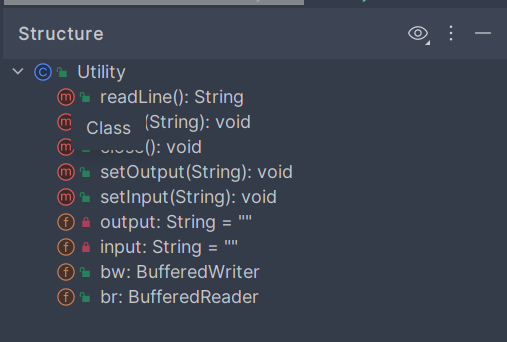 Structure
Utility
readLine(): String
(String): void
Class
(): void
setOutput(String): void
setInput(String): void
output: String = ""
input: String = ""
bw: BufferedWriter
br: BufferedReader